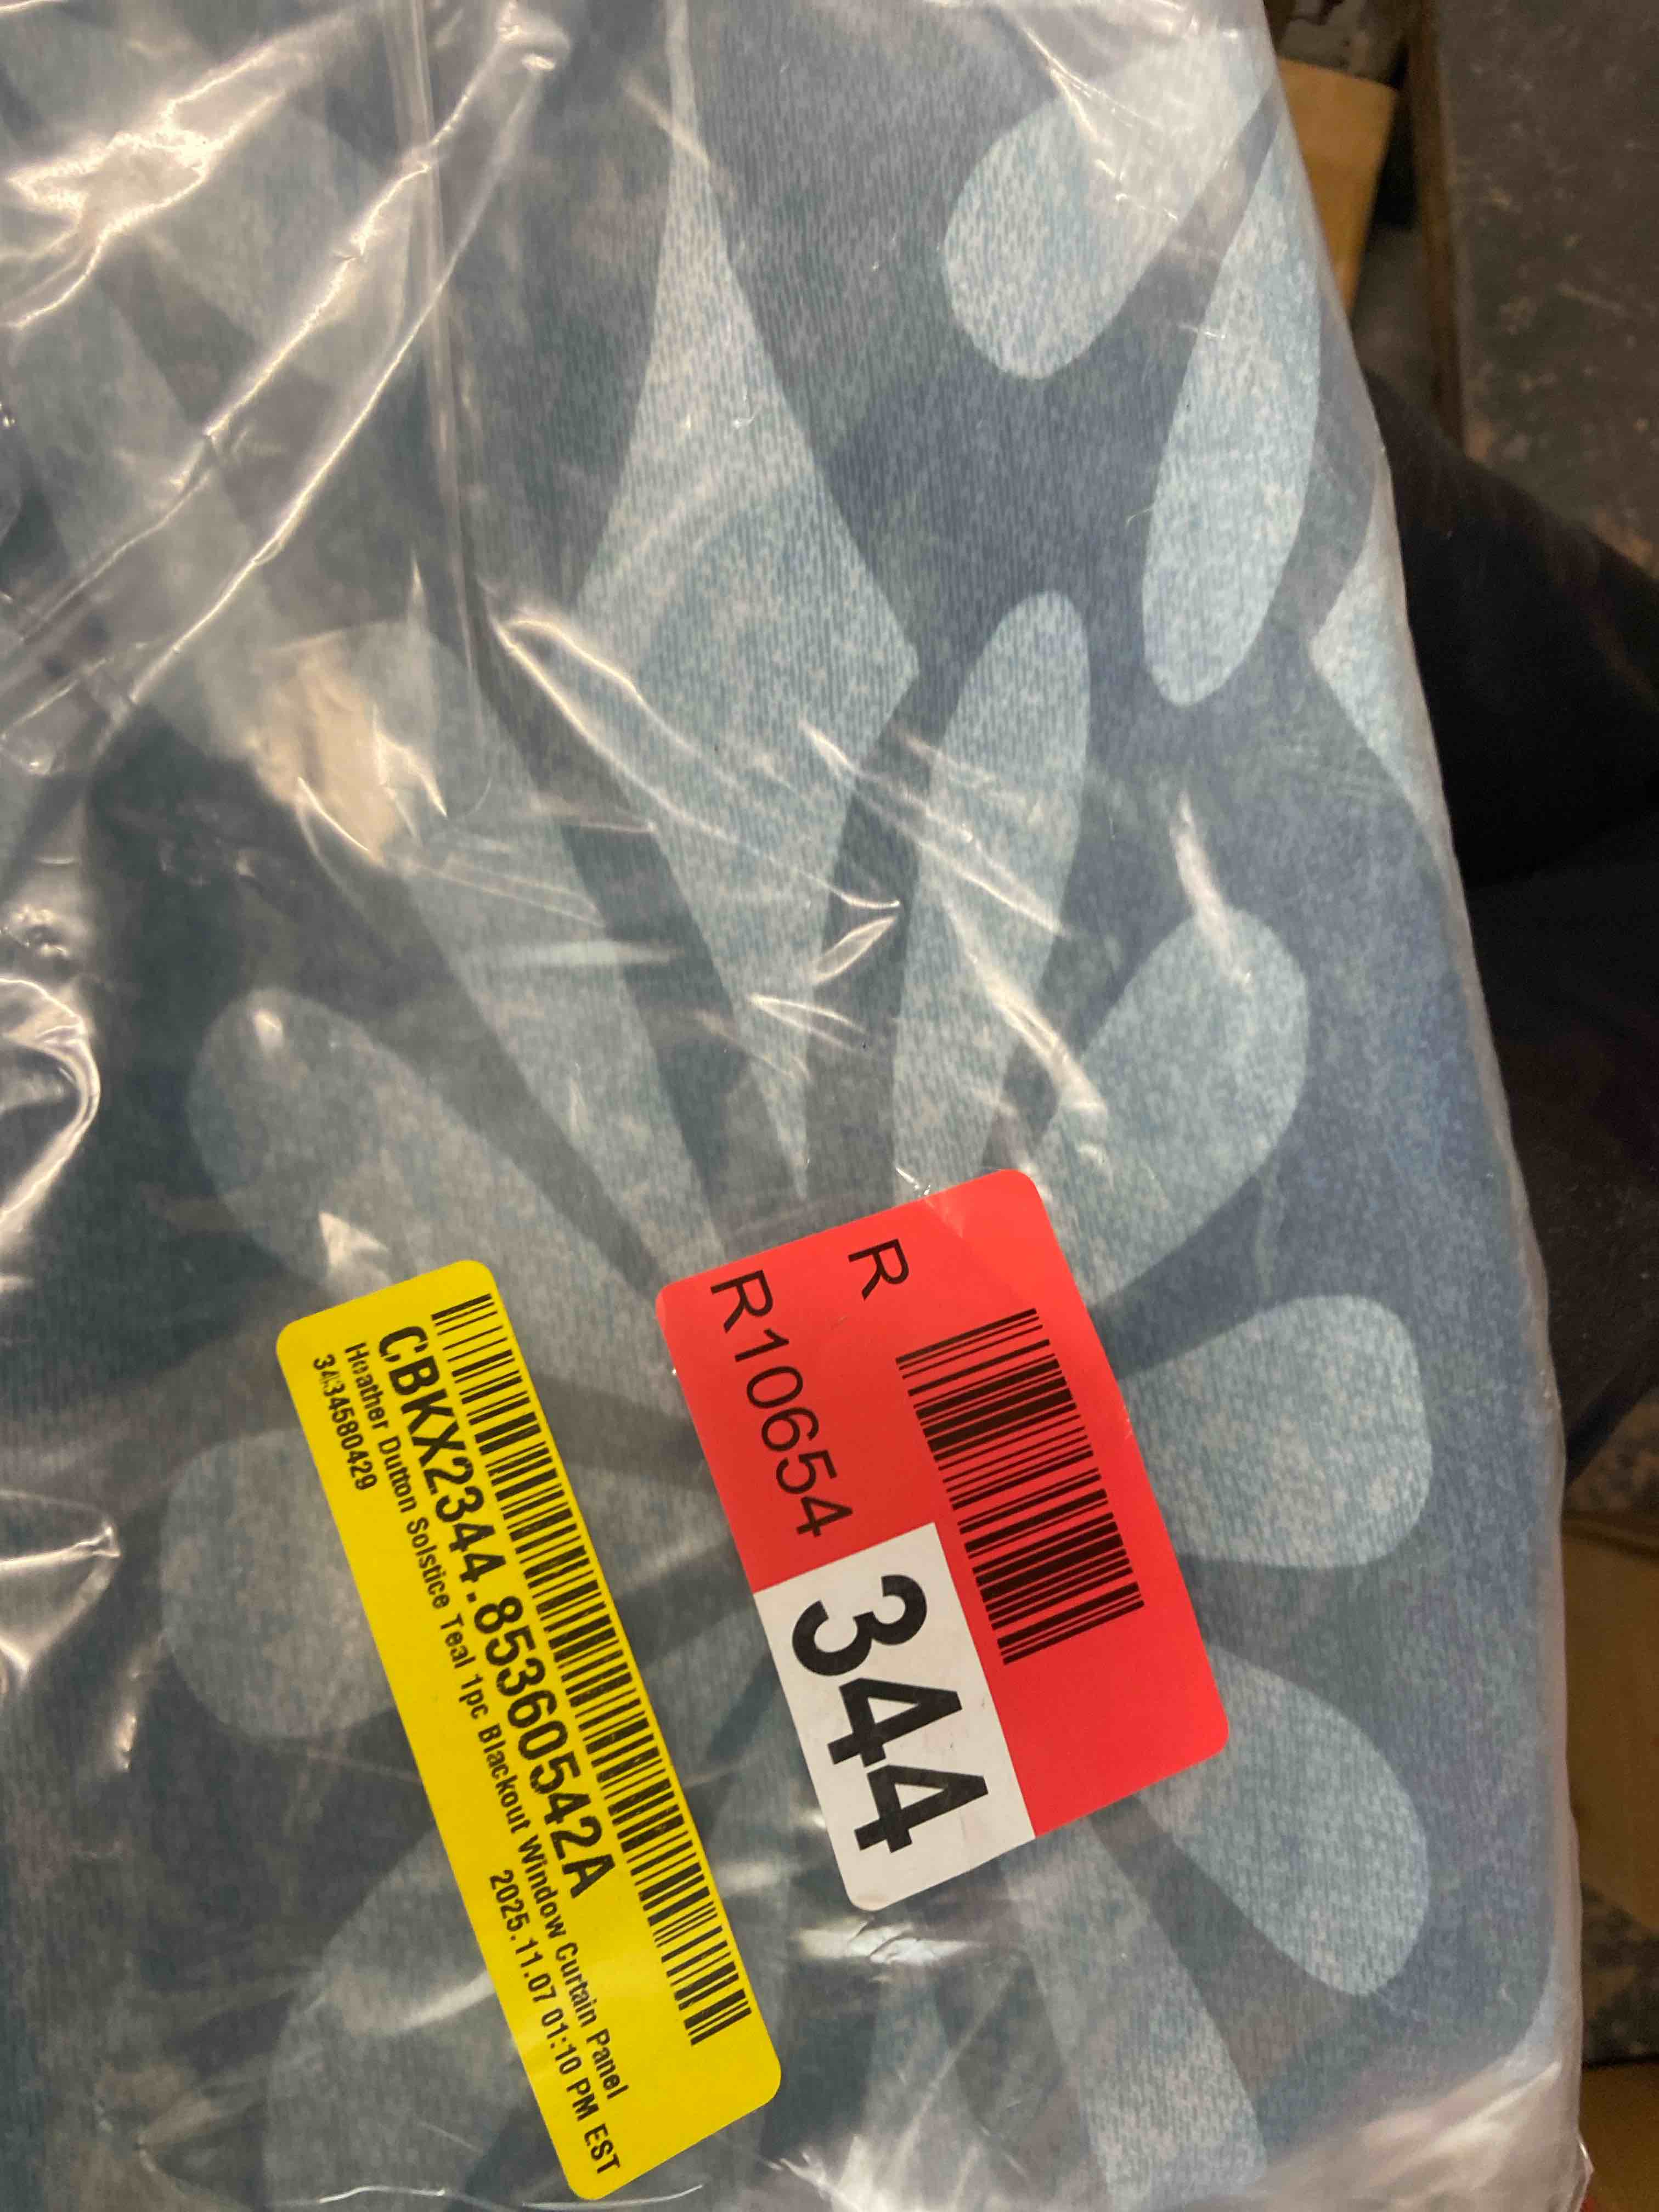 R
R10654
344
CBKX2344.853605542A
Heather Dutton Solstice Teal 1pc Blackout Window Curtain Panel
2025.11.07 01:10 PM EST